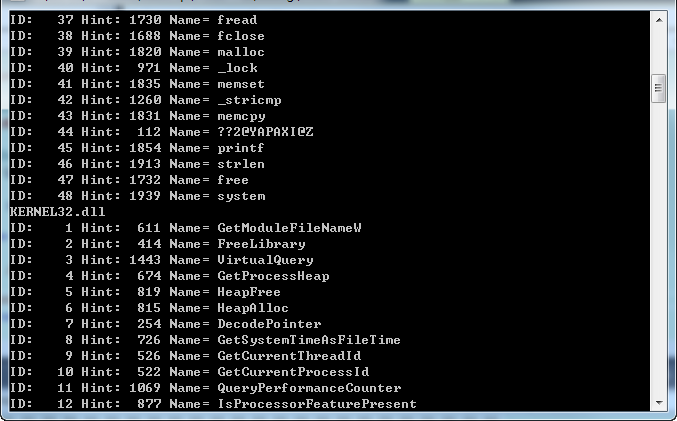 ID:   37 Hint: 1730 Name= fread
ID:   38 Hint: 1688 Name= fclose
ID:   39 Hint: 1820 Name= malloc
ID:   40 Hint:  971 Name= _lock
ID:   41 Hint: 1835 Name= memset
ID:   42 Hint: 1260 Name= _stricmp
ID:   43 Hint: 1831 Name= memcpy
ID:   44 Hint:  112 Name= ??2@YAPAXI@Z
ID:   45 Hint: 1854 Name= printf
ID:   46 Hint: 1913 Name= strlen
ID:   47 Hint: 1732 Name= free
ID:   48 Hint: 1939 Name= system
KERNEL32.dll
ID:    1 Hint:  611 Name= GetModuleFileNameW
ID:    2 Hint:  414 Name= FreeLibrary
ID:    3 Hint: 1443 Name= VirtualQuery
ID:    4 Hint:  674 Name= GetProcessHeap
ID:    5 Hint:  819 Name= HeapFree
ID:    6 Hint:  815 Name= HeapAlloc
ID:    7 Hint:  254 Name= DecodePointer
ID:    8 Hint:  726 Name= GetSystemTimeAsFileTime
ID:    9 Hint:  526 Name= GetCurrentThreadId
ID:   10 Hint:  522 Name= GetCurrentProcessId
ID:   11 Hint: 1069 Name= QueryPerformanceCounter
ID:   12 Hint:  877 Name= IsProcessorFeaturePresent